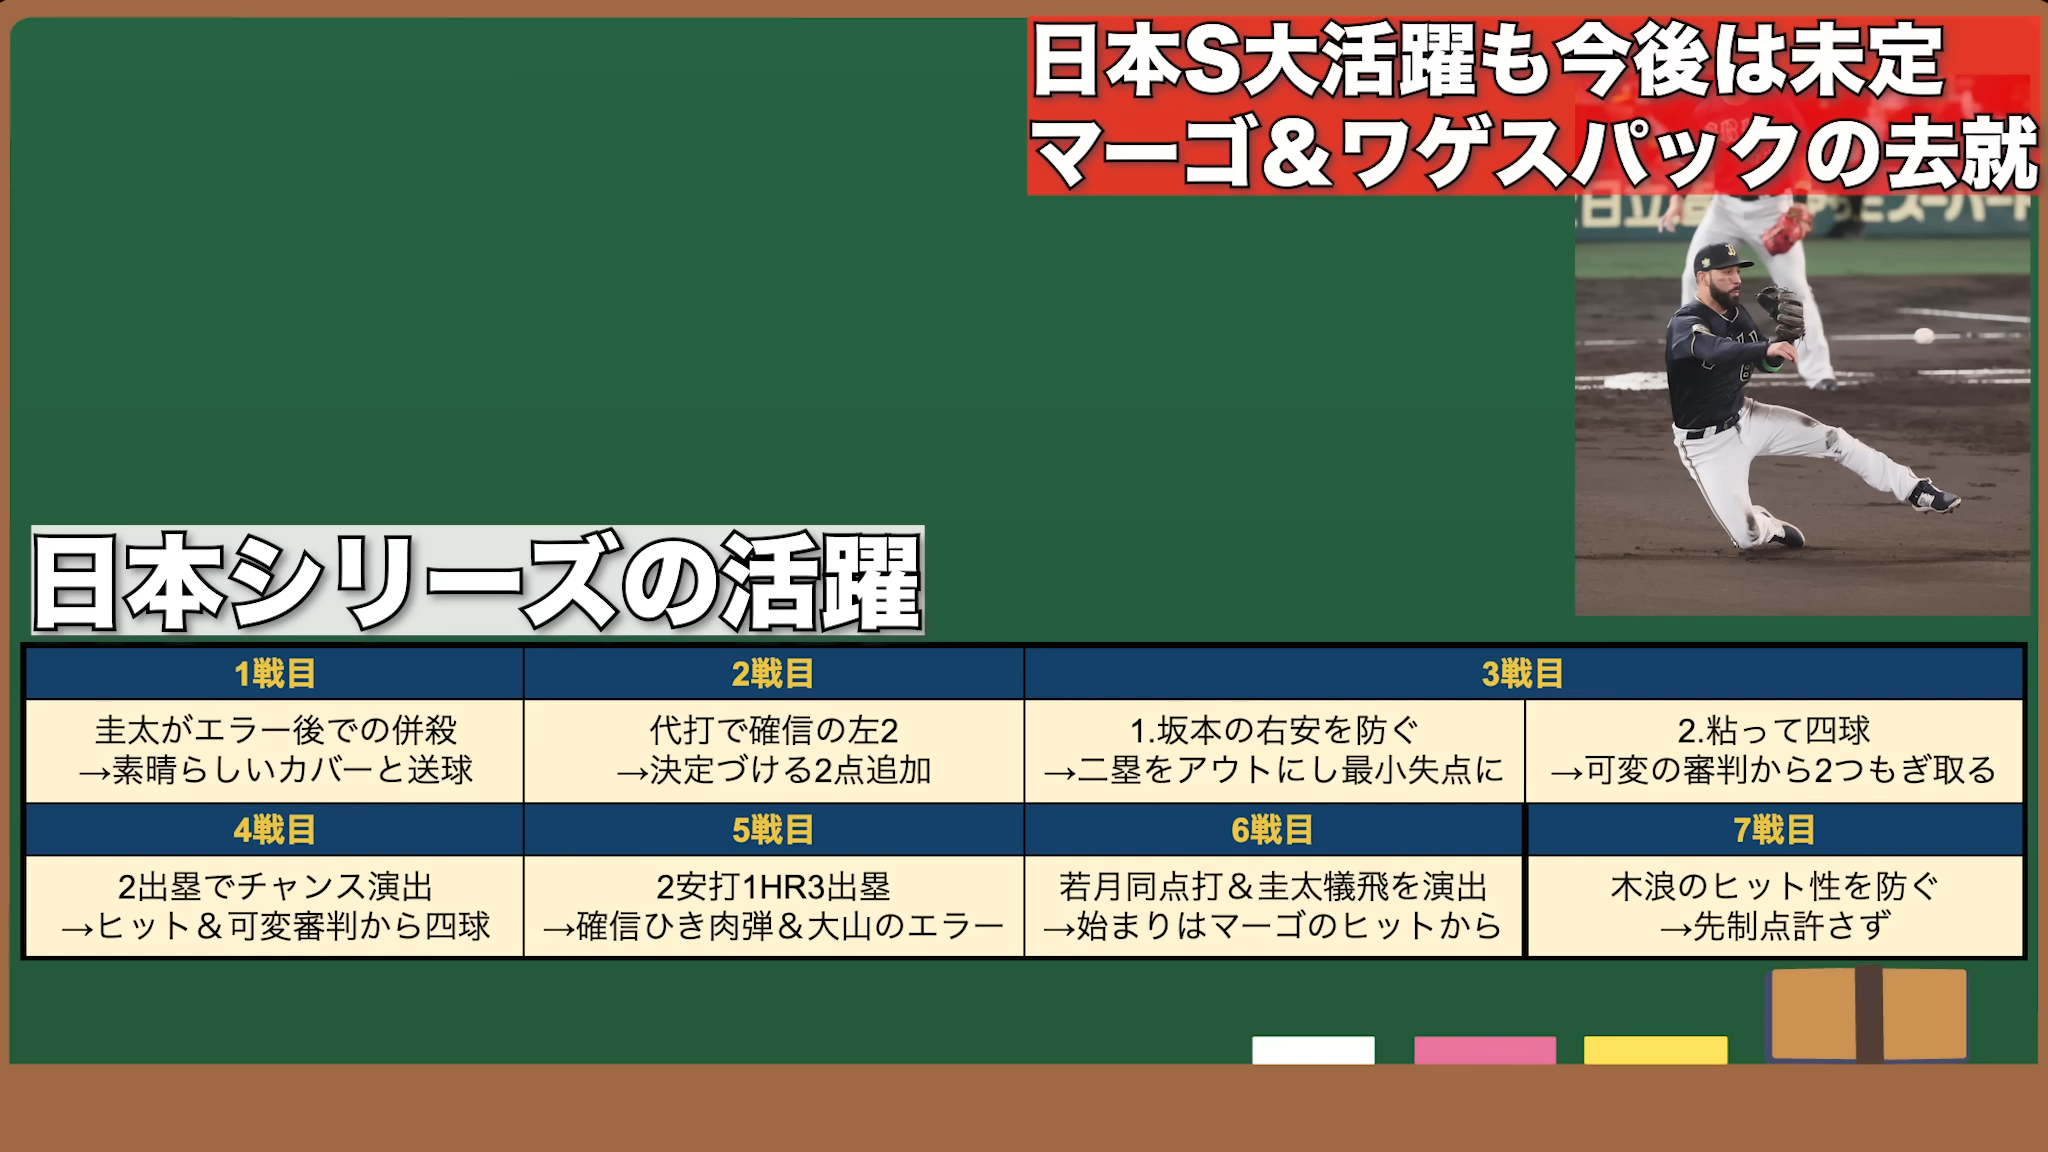 日本S大活躍も今後は未定
マーゴ&ワゲスパックの去就
日本シリーズの活躍
1戦目
2戦目
3戦目
圭太がエラー後での併殺
→素晴らしいカバーと送球
代打で確信の左2
→決定づける2点追加
1.坂本の右安を防ぐ
→二塁をアウトにし最小失点に
2.粘って四球
→可変の審判から2つもぎ取る
4戦目
5戦目
6戦目
7戦目
2出塁でチャンス演出
→ヒット＆可変審判から四球
2安打1HR3出塁
→確信ひき肉弾＆大山のエラー
若月同点打＆圭太犠飛を演出
→始まりはマーゴのヒットから
木浪のヒット性を防ぐ
→先制点許さず